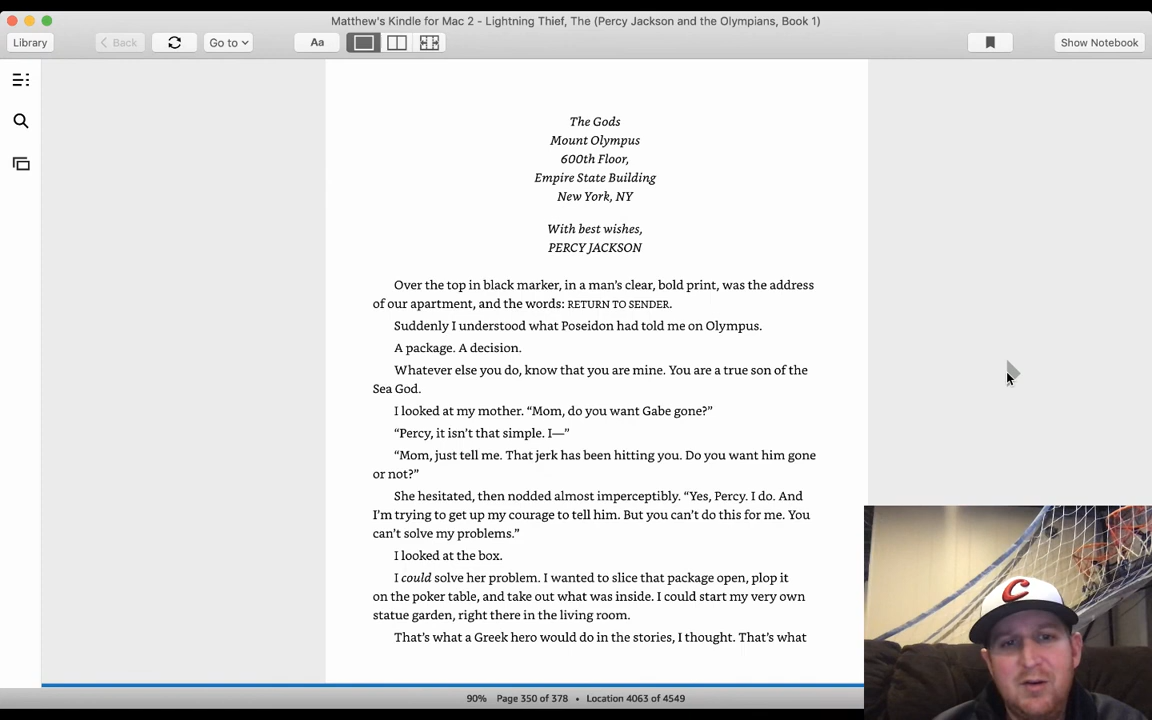 Matthew's Kindle for Mac 2 - Lightning Thief, The (Percy Jackson and the Olympians, Book 1)
Library
Back
Go to
Aa
Show Notebook
The Gods
Mount Olympus
600th Floor,
Empire State Building
New York, NY
With best wishes,
PERCY JACKSON
Over the top in black marker, in a man's clear, bold print, was the address
of our apartment, and the words: RETURN TO SENDER.
Suddenly I understood what Poseidon had told me on Olympus.
A package. A decision.
Whatever else you do, know that you are mine. You are a true son of the
Sea God.
I looked at my mother. “Mom, do you want Gabe gone?”
“Percy, it isn't that simple. I—”
“Mom, just tell me. That jerk has been hitting you. Do you want him gone
or not?”
She hesitated, then nodded almost imperceptibly. “Yes, Percy. I do. And
I'm trying to get up my courage to tell him. But you can't do this for me. You
can't solve my problems.”
I looked at the box.
I could solve her problem. I wanted to slice that package open, plop it
on the poker table, and take out what was inside. I could start my very own
statue garden, right there in the living room.
That's what a Greek hero would do in the stories, I thought. That's what
90% Page 350 of 378 • Location 4063 of 4549
C